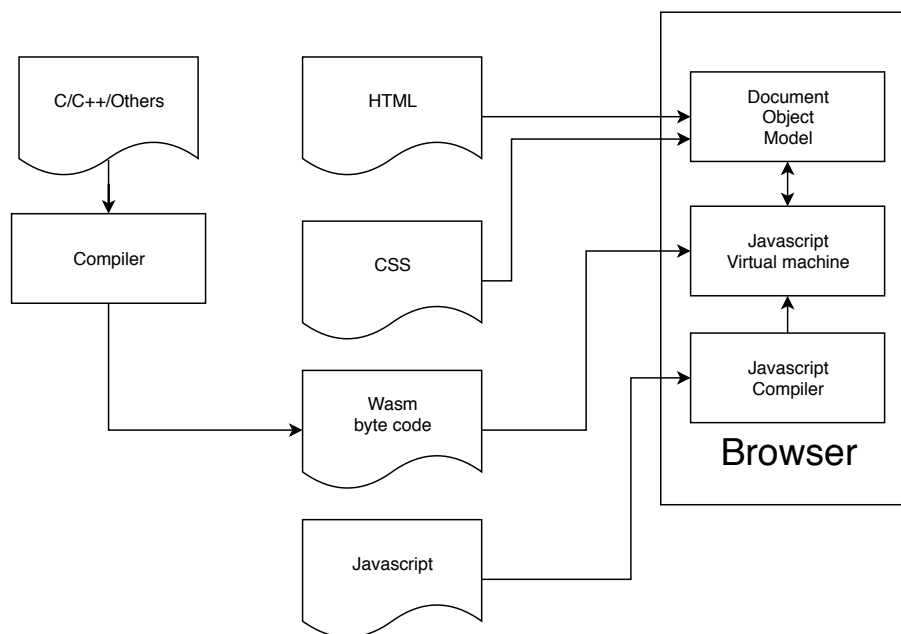 C/C++/Others
Compiler
HTML
CSS
Wasm
byte code
Javascript
Document
Object
Model
Javascript
Virtual machine
Javascript
Compiler
Browser